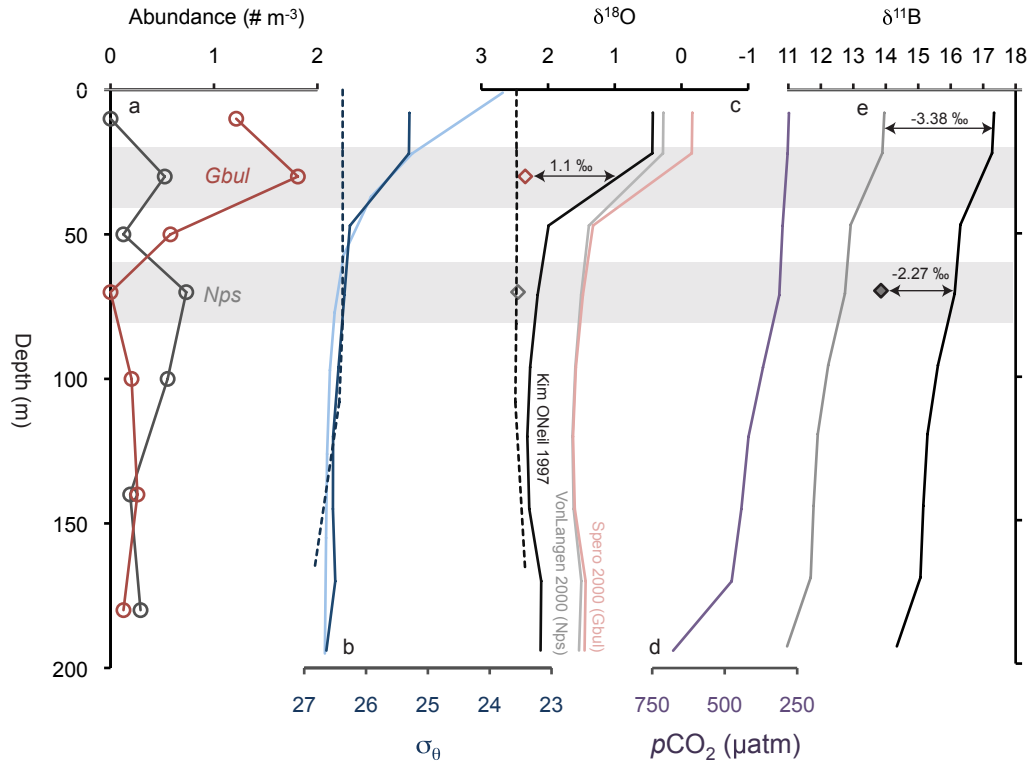 Abundance (# m-3)
δ18O
δ11B
0 1 2
3 2 1 0 -1
11 12 13 14 15 16 17 18
0
50
100
150
200
Depth (m)
a
c
e
Gbul
Nps
1.1 ‰
-3.38 ‰
-2.27 ‰
Kim ONeil 1997
VonLangen 2000 (Nps)
Spero 2000 (Gbul)
b
d
27 26 25 24 23
750 500 250
σθ
pCO2 (µatm)